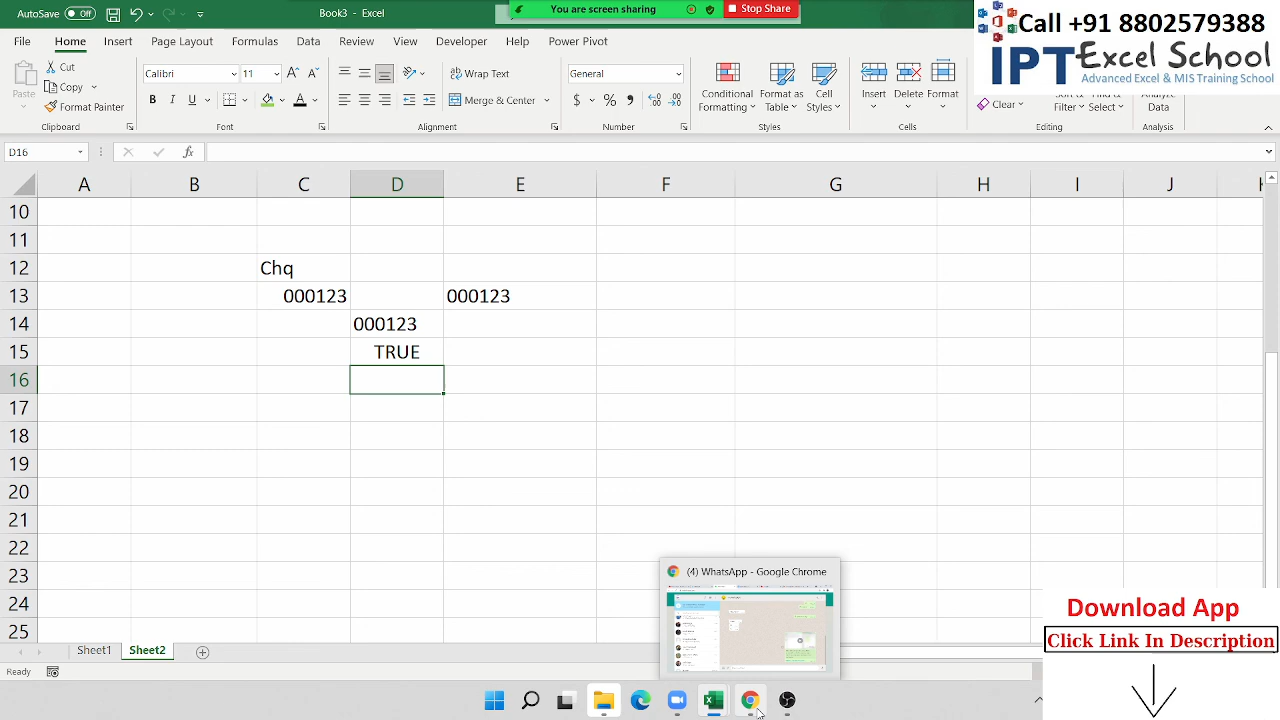 AutoSave Off
Book3 - Excel
You are screen sharing
Stop Share
Call +91 8802579388
IPT Excel School
Advanced Excel & MIS Training School
File Home Insert Page Layout Formulas Data Review View Developer Help Power Pivot
Paste
Cut
Copy
Format Painter
Clipboard
Calibri 11
B I U
Font
Wrap Text
Merge & Center
Alignment
General
$ % ,
Number
Conditional Formatting
Format as Table
Cell Styles
Styles
Insert Delete Format
Cells
Clear
Filter
Select
Editing
Data
Analysis
D16
fx
A B C D E F G H I J
10
11
12 Chq
13 000123 000123
14 000123
15 TRUE
16
17
18
19
20
21
22
23
24
25
(4) WhatsApp - Google Chrome
Sheet1 Sheet2
Ready
Download App
Click Link In Description